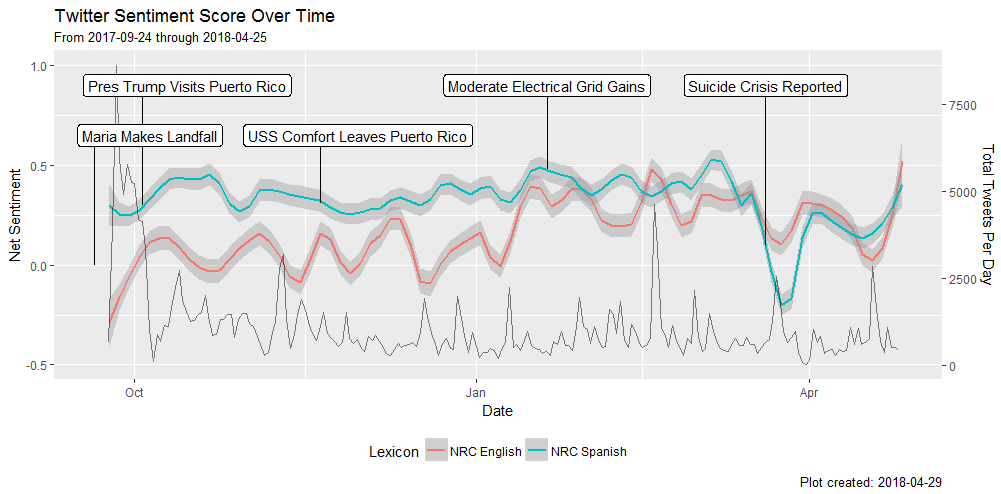 Twitter Sentiment Score Over Time
From 2017-09-24 through 2018-04-25
1.0
0.5
0.0
-0.5
Net Sentiment
Pres Trump Visits Puerto Rico
Moderate Electrical Grid Gains
Suicide Crisis Reported
Maria Makes Landfall
USS Comfort Leaves Puerto Rico
7500
5000
2500
0
Total Tweets Per Day
Oct
Jan
Apr
Date
Lexicon
NRC English
NRC Spanish
Plot created: 2018-04-29